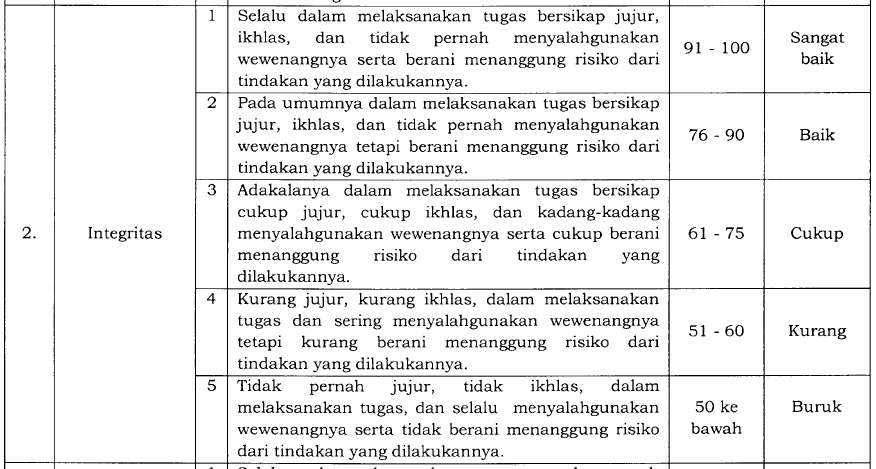 1 Selalu dalam melaksanakan tugas bersikap jujur,
ikhlas, dan tidak pernah menyalahgunakan
wewenangnya serta berani menanggung risiko dari
tindakan yang dilakukannya.
91 - 100
Sangat
baik
2 Pada umumnya dalam melaksanakan tugas bersikap
jujur, ikhlas, dan tidak pernah menyalahgunakan
wewenangnya tetapi berani menanggung risiko dari
tindakan yang dilakukannya.
76 - 90
Baik
2.
Integritas
3 Adakalanya dalam melaksanakan tugas bersikap
cukup jujur, cukup ikhlas, dan kadang-kadang
menyalahgunakan wewenangnya serta cukup berani
menanggung risiko dari tindakan yang
dilakukannya.
61 - 75
Cukup
4 Kurang jujur, kurang ikhlas, dalam melaksanakan
tugas dan sering menyalahgunakan wewenangnya
tetapi kurang berani menanggung risiko dari
tindakan yang dilakukannya.
51 - 60
Kurang
5 Tidak pernah jujur, tidak ikhlas, dalam
melaksanakan tugas, dan selalu menyalahgunakan
wewenangnya serta tidak berani menanggung risiko
dari tindakan yang dilakukannya.
50 ke
bawah
Buruk